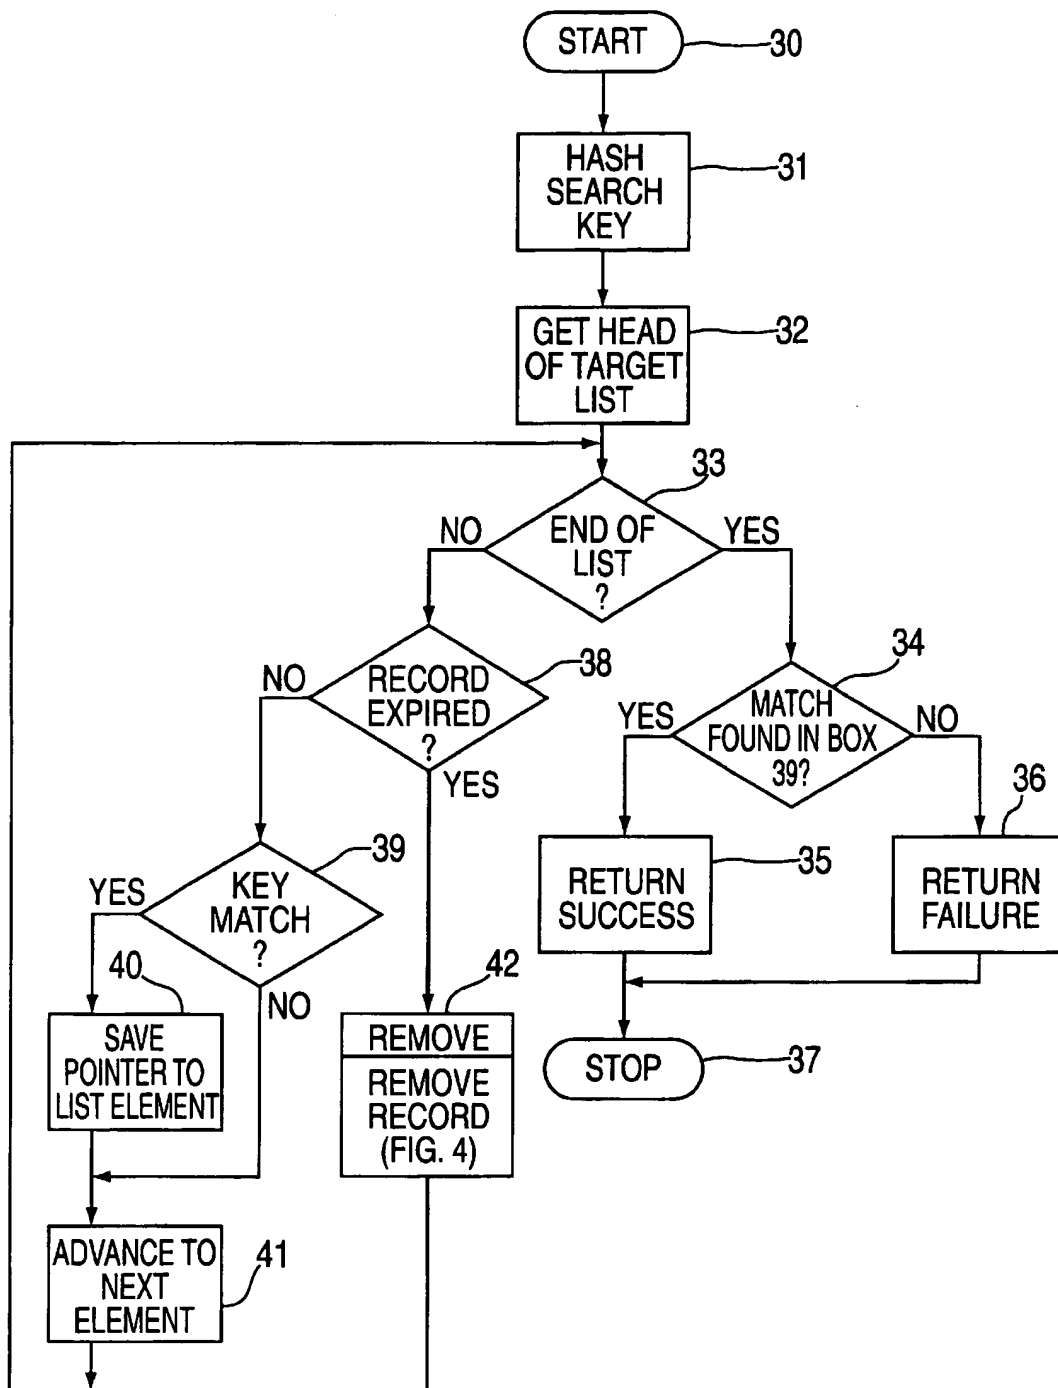 START
30
HASH
SEARCH
KEY
31
GET HEAD
OF TARGET
LIST
32
33
END OF
LIST
?
NO
YES
RECORD
EXPIRED
?
38
NO
YES
34
MATCH
FOUND IN BOX
39?
YES
NO
KEY
MATCH
?
39
YES
NO
RETURN
SUCCESS
35
RETURN
FAILURE
36
40
SAVE
POINTER TO
LIST ELEMENT
42
REMOVE
REMOVE
RECORD
(FIG. 4)
STOP
37
ADVANCE TO
NEXT
ELEMENT
41